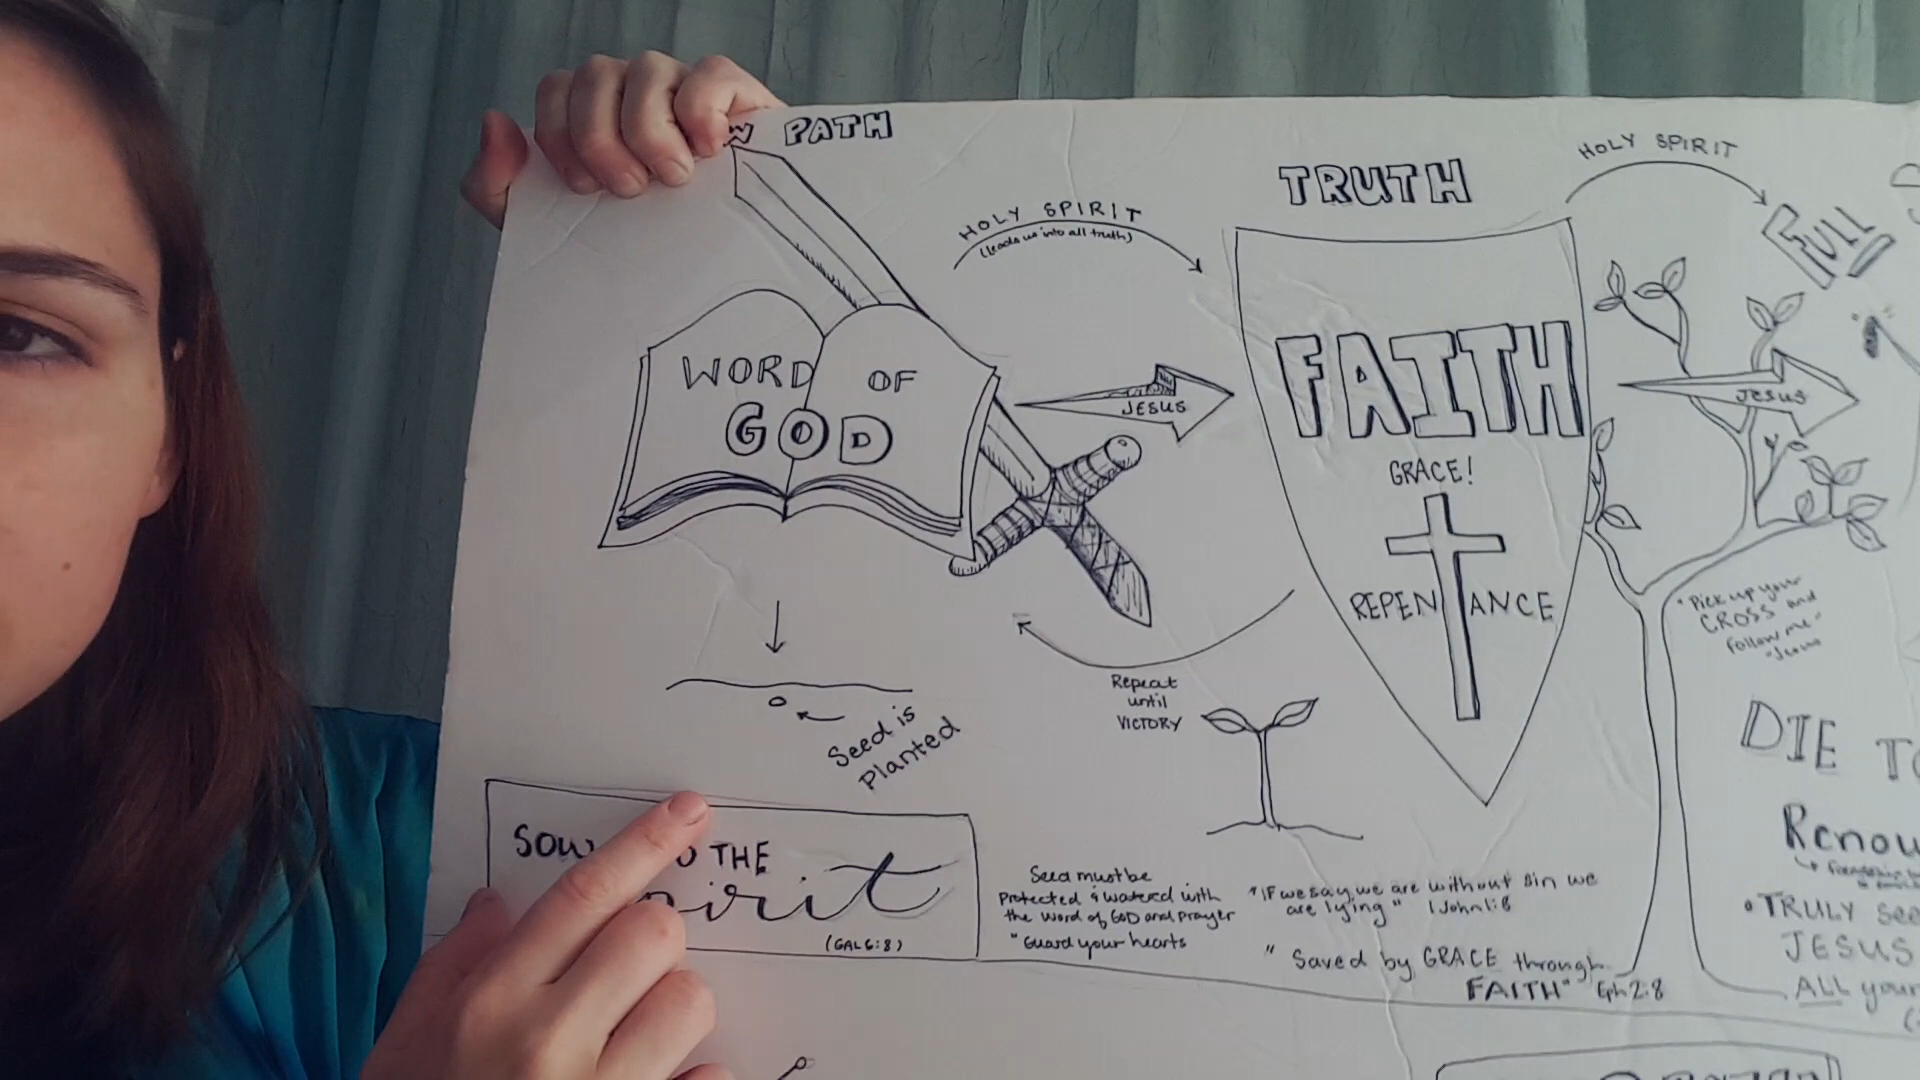 PATH
HOLY SPIRIT
(leads us into all truth)
WORD OF
GOD
JESUS
Seed is
Planted
SOW TO THE
Spirit
(GAL 6:8)
TRUTH
FAITH
GRACE!
REPENTANCE
Repeat
until
VICTORY
Seed must be
Protected & watered with
the word of GOD and prayer
"Guard your hearts
"If we say we are without sin we
are lying" 1 John 1:8
"Saved by GRACE through
FAITH" Eph 2:8
HOLY SPIRIT
FULL
Jesus
"Pick up your
CROSS and
follow me"
-Jesus
DIE TO
• TRULY See
JESUS
ALL your